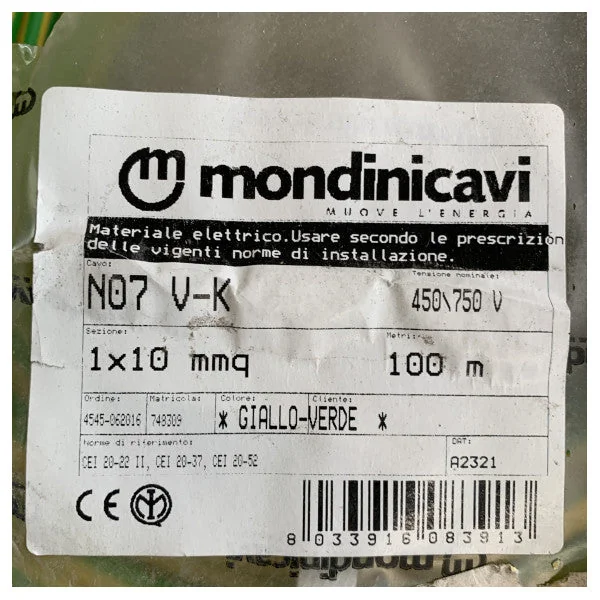 mondinicavi
MUOVE L'ENERGIA
Materiale elettrico.Usare secondo le prescrizion
delle vigenti norme di installazione.
Cavo: Tensione nominale:
N07 V-K 450\750 V
Sezione: Metri:
1x10 mmq 100 m
Ordine: Matricola: Colore: Cliente:
4545-062016 748309 * GIALLO-VERDE *
Norme di riferimento: DAT:
CEI 20-22 II, CEI 20-37, CEI 20-52 A2321
CE
8 033916 083913
mondinicavi